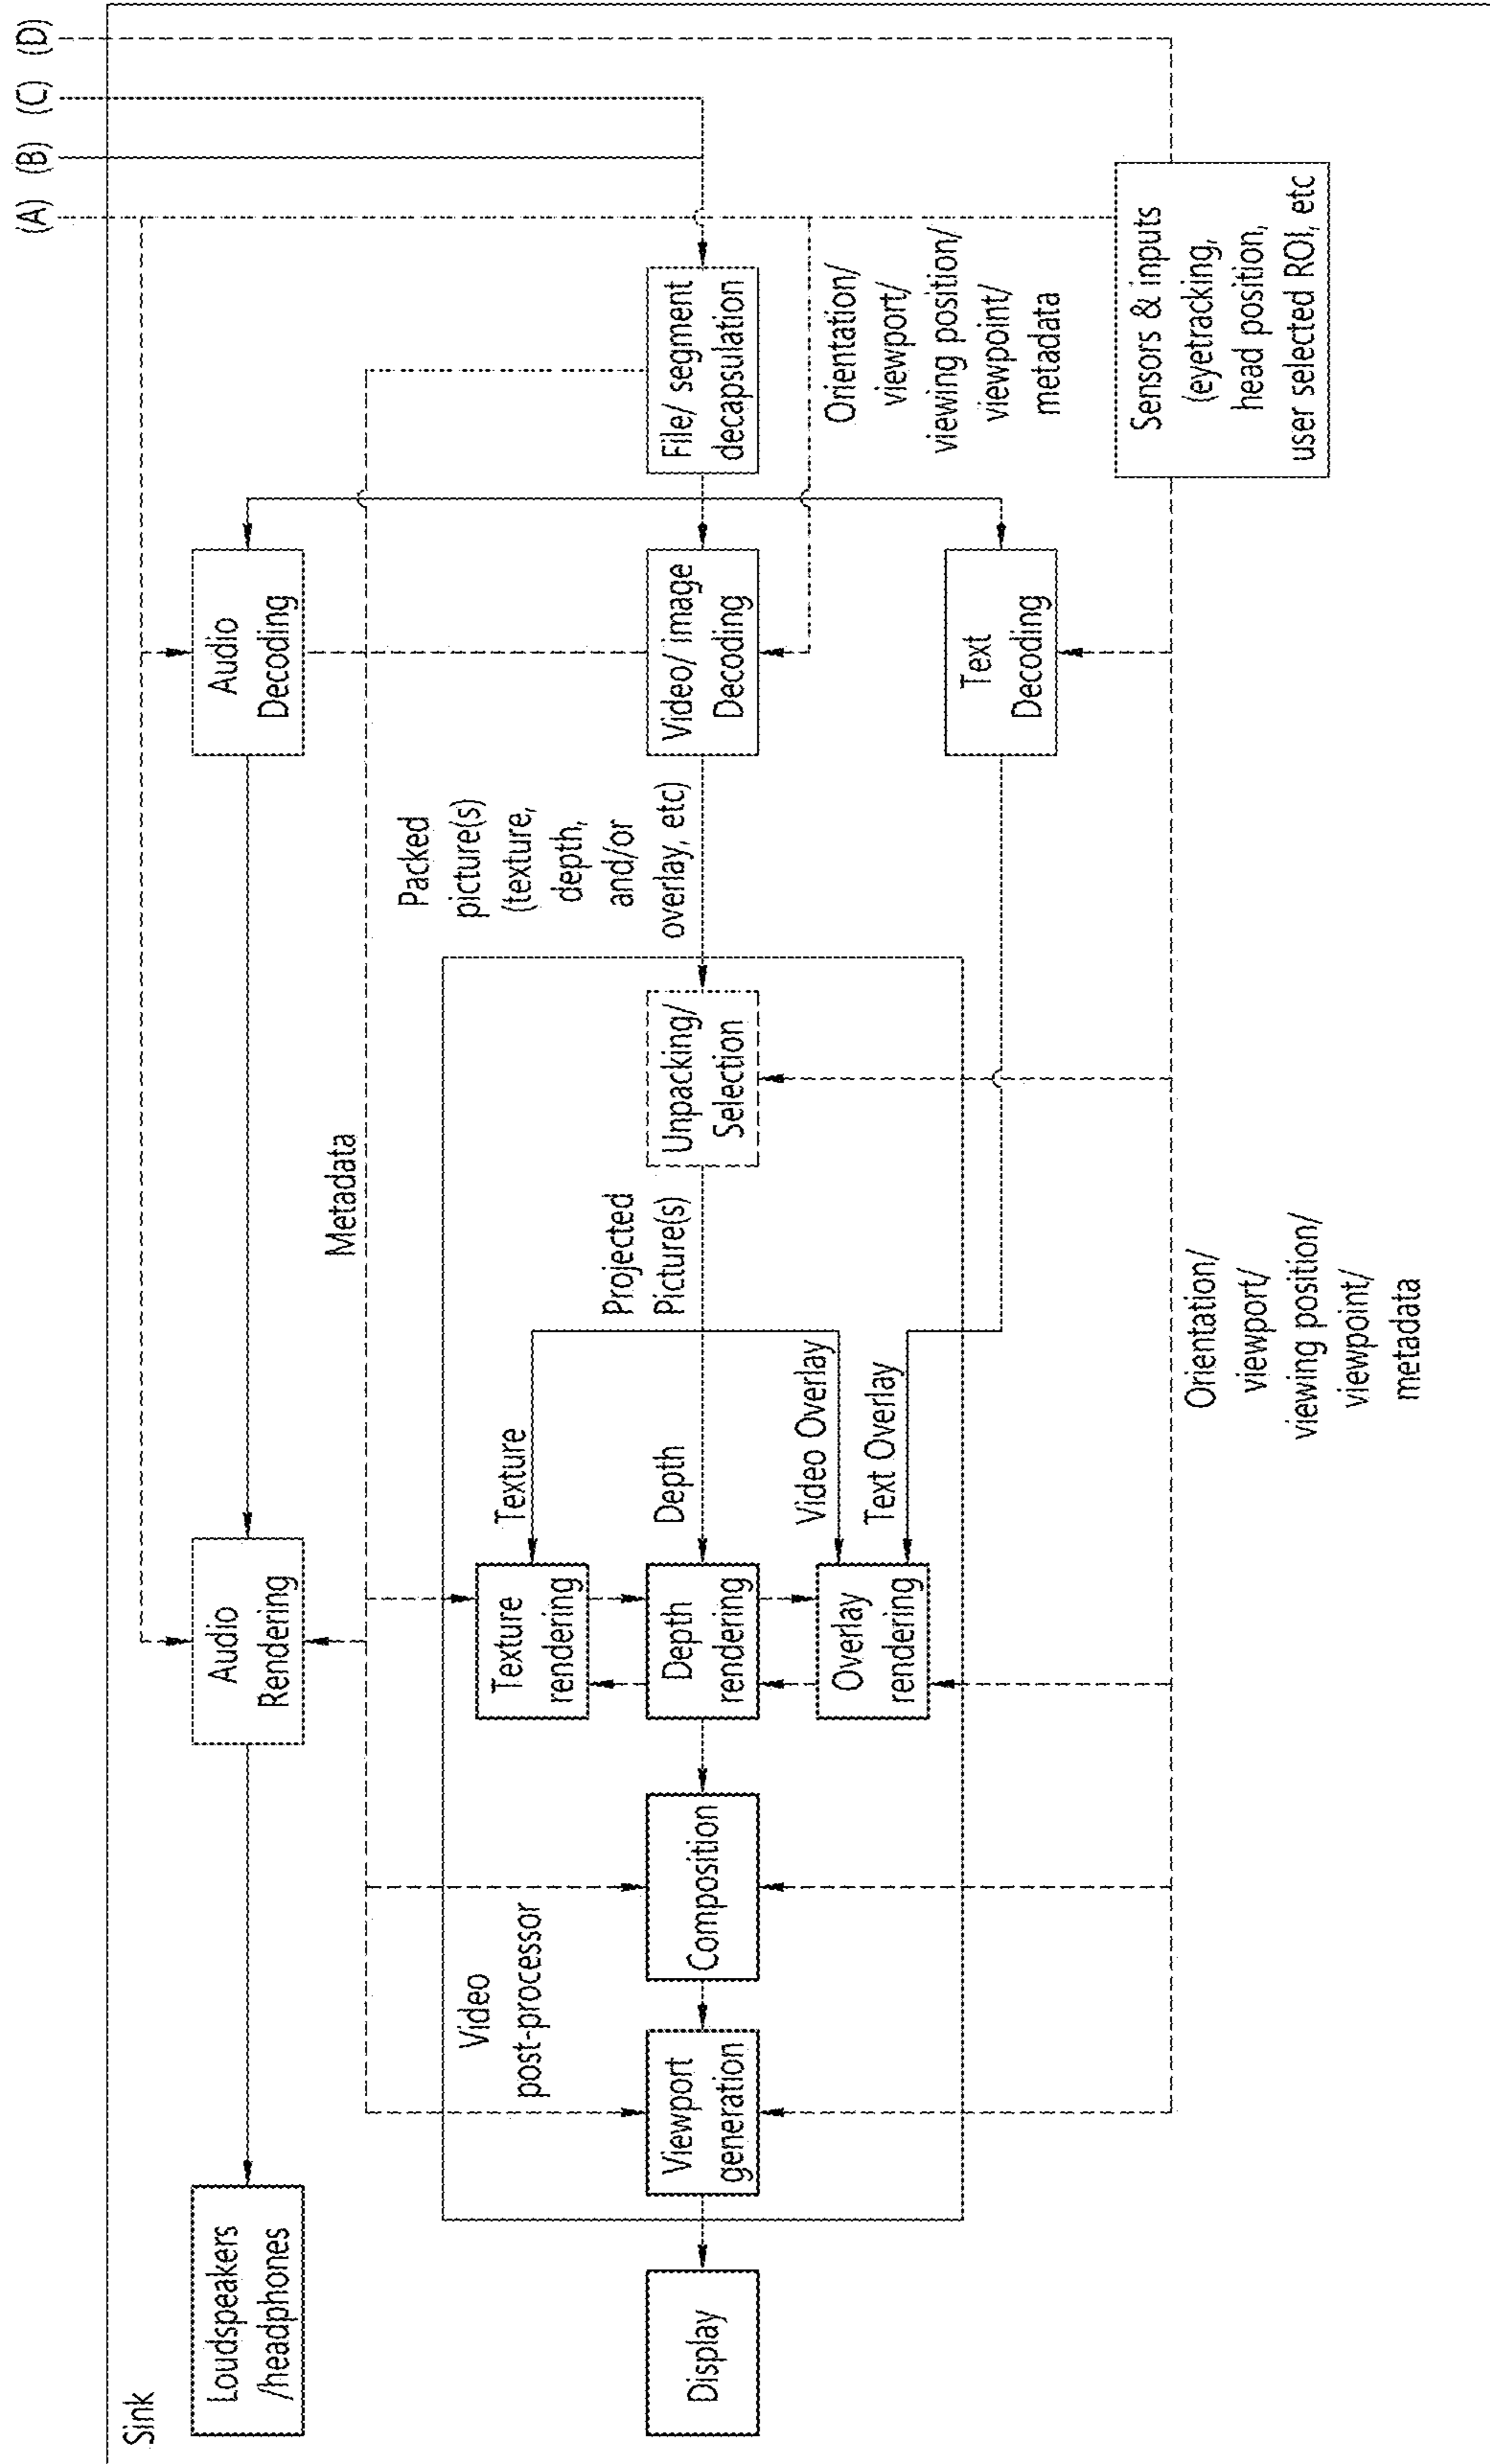 Sink
Loudspeakers
/headphones
Audio
Rendering
Audio
Decoding
(A)
(B)
(C)
(D)
Metadata
Video
post-processor
Display
Viewport
generation
Composition
Texture
rendering
Depth
rendering
Overlay
rendering
Texture
Depth
Video Overlay
Text Overlay
Projected
Picture(s)
Unpacking/
Selection
Packed
picture(s)
(texture,
depth,
and/or
overlay, etc)
Video/ image
Decoding
Text
Decoding
File/ segment
decapsulation
Orientation/
viewport/
viewing position/
viewpoint/
metadata
Orientation/
viewport/
viewing position/
viewpoint/
metadata
Sensors & inputs
(eyetracking,
head position,
user selected ROI, etc